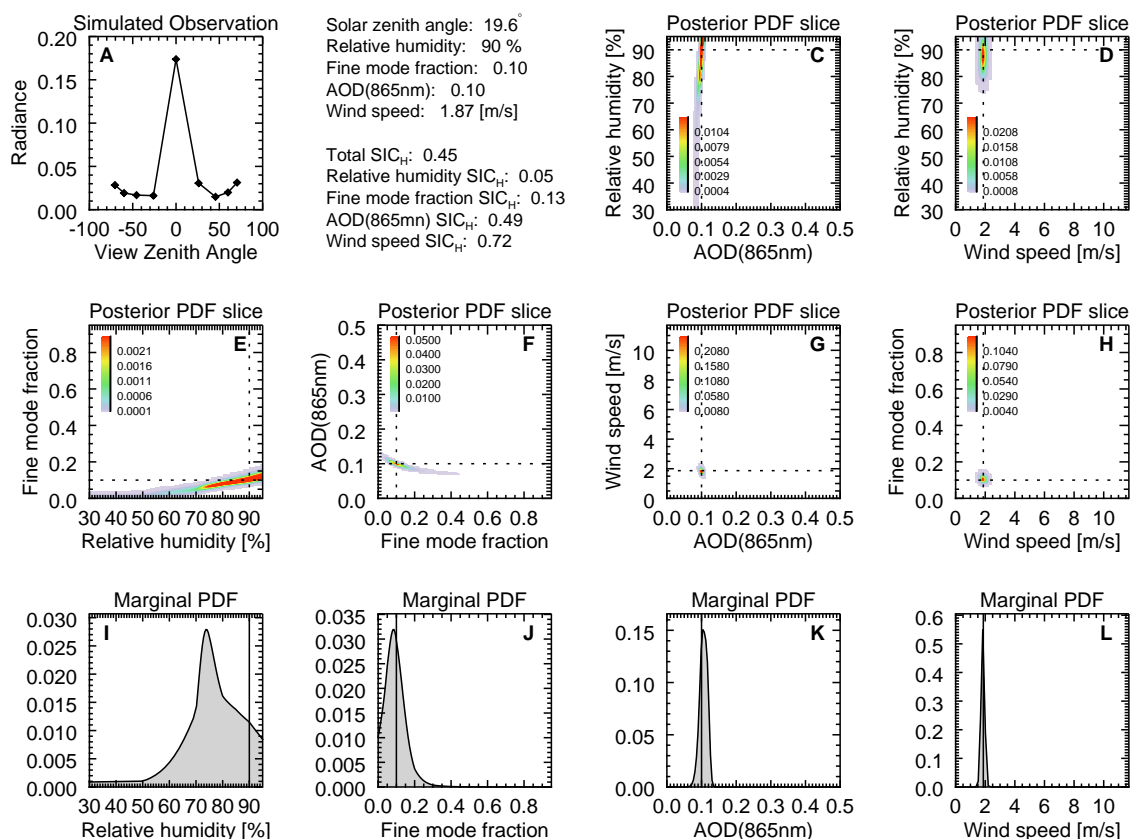 Simulated Observation
A
0.20
0.15
0.10
0.05
0.00
Radiance
-100 -50 0 50 100
View Zenith Angle
Solar zenith angle: 19.6°
Relative humidity: 90 %
Fine mode fraction: 0.10
AOD(865nm): 0.10
Wind speed: 1.87 [m/s]
Total SIC_H: 0.45
Relative humidity SIC_H: 0.05
Fine mode fraction SIC_H: 0.13
AOD(865mn) SIC_H: 0.49
Wind speed SIC_H: 0.72
Posterior PDF slice
C
90
80
70
60
50
40
30
Relative humidity [%]
0.0104
0.0079
0.0054
0.0029
0.0004
0.0 0.1 0.2 0.3 0.4 0.5
AOD(865nm)
Posterior PDF slice
D
90
80
70
60
50
40
30
Relative humidity [%]
0.0208
0.0158
0.0108
0.0058
0.0008
0 2 4 6 8 10
Wind speed [m/s]
Posterior PDF slice
E
0.8
0.6
0.4
0.2
0.0
Fine mode fraction
0.0021
0.0016
0.0011
0.0006
0.0001
30 40 50 60 70 80 90
Relative humidity [%]
Posterior PDF slice
F
0.5
0.4
0.3
0.2
0.1
0.0
AOD(865nm)
0.0500
0.0400
0.0300
0.0200
0.0100
0.0 0.2 0.4 0.6 0.8
Fine mode fraction
Posterior PDF slice
G
10
8
6
4
2
0
Wind speed [m/s]
0.2080
0.1580
0.1080
0.0580
0.0080
0.0 0.1 0.2 0.3 0.4 0.5
AOD(865nm)
Posterior PDF slice
H
0.8
0.6
0.4
0.2
0.0
Fine mode fraction
0.1040
0.0790
0.0540
0.0290
0.0040
0 2 4 6 8 10
Wind speed [m/s]
Marginal PDF
I
0.030
0.025
0.020
0.015
0.010
0.005
0.000
30 40 50 60 70 80 90
Relative humidity [%]
Marginal PDF
J
0.035
0.030
0.025
0.020
0.015
0.010
0.005
0.000
0.0 0.2 0.4 0.6 0.8
Fine mode fraction
Marginal PDF
K
0.15
0.10
0.05
0.00
0.0 0.1 0.2 0.3 0.4 0.5
AOD(865nm)
Marginal PDF
L
0.6
0.5
0.4
0.3
0.2
0.1
0.0
0 2 4 6 8 10
Wind speed [m/s]